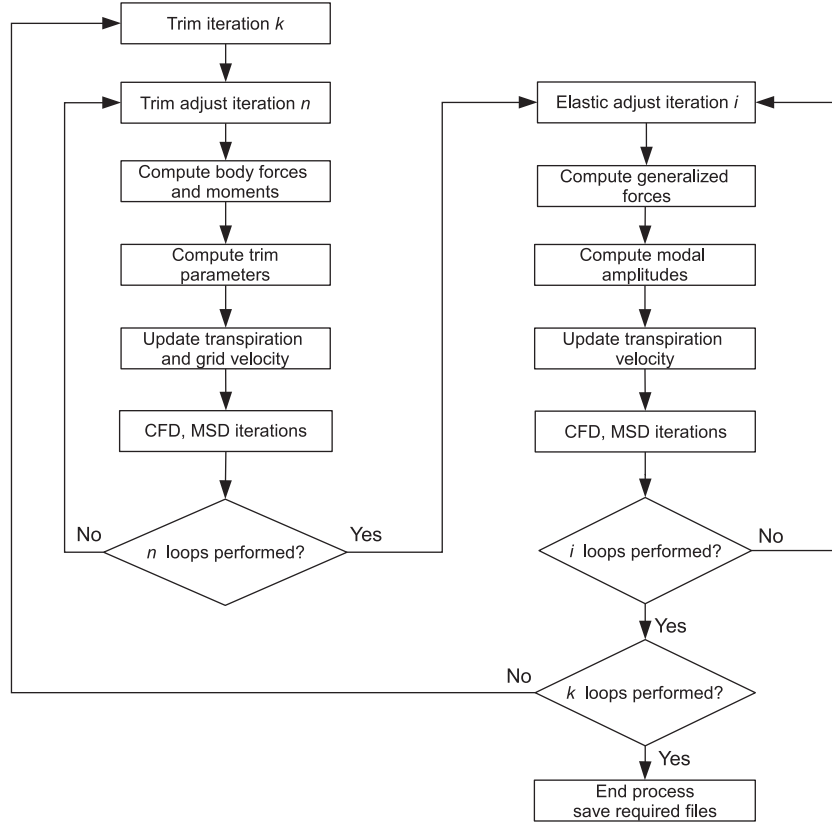 Trim iteration k
Trim adjust iteration n
Compute body forces
and moments
Compute trim
parameters
Update transpiration
and grid velocity
CFD, MSD iterations
No
n loops performed?
Yes
Elastic adjust iteration i
Compute generalized
forces
Compute modal
amplitudes
Update transpiration
velocity
CFD, MSD iterations
i loops performed?
No
Yes
No
k loops performed?
Yes
End process
save required files